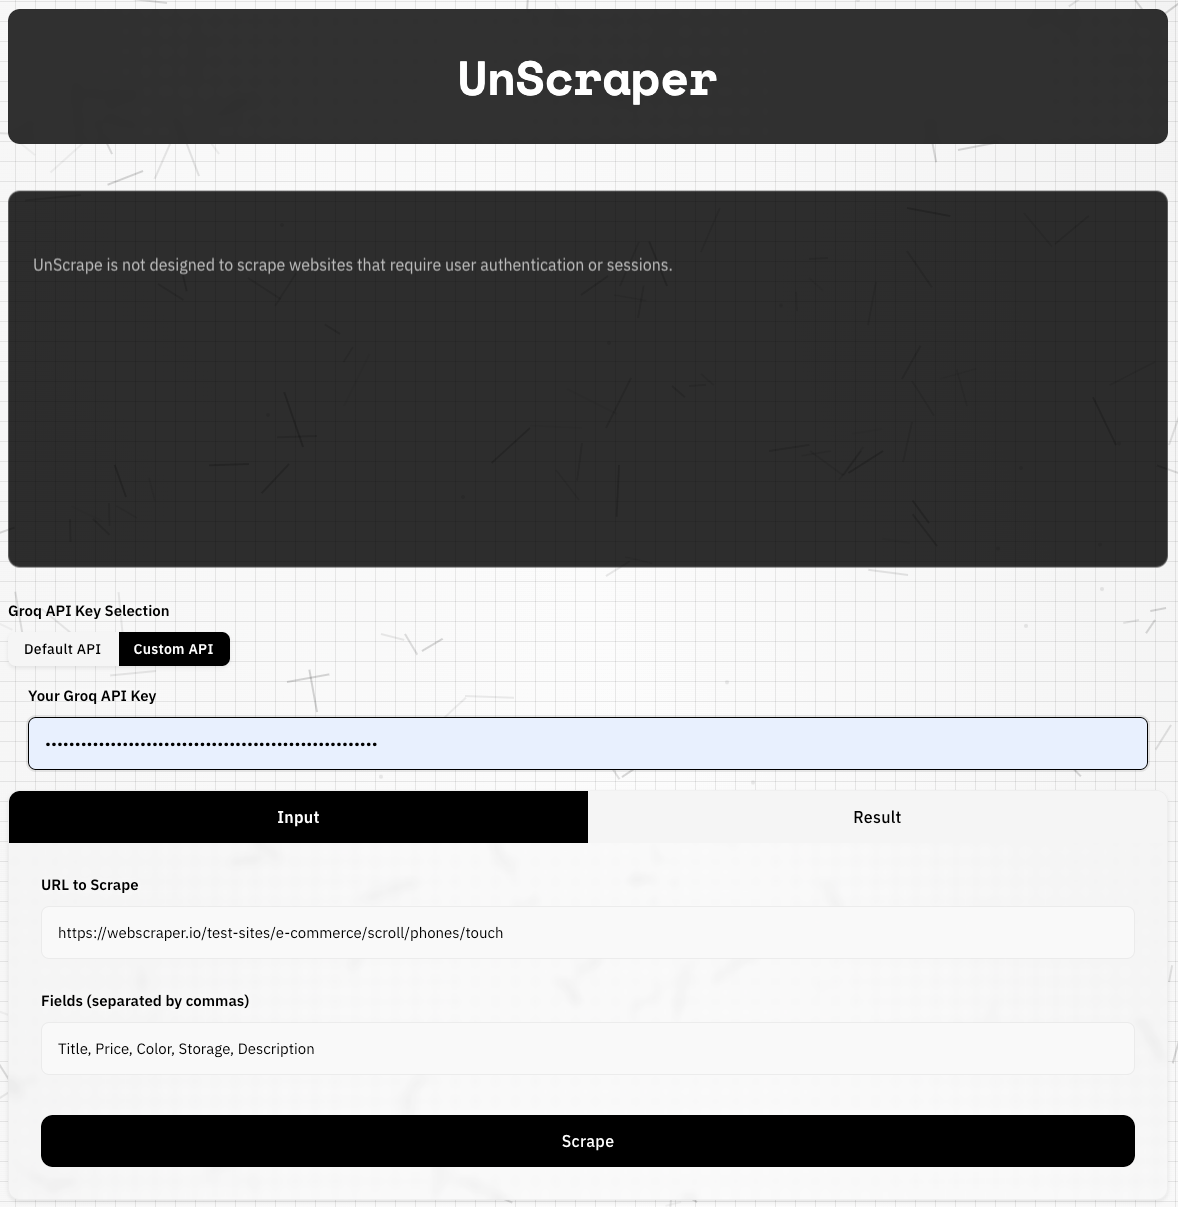 UnScraper
UnScrape is not designed to scrape websites that require user authentication or sessions.
Groq API Key Selection
Default API
Custom API
Your Groq API Key
••••••••••••••••••••••••••••••••••••••••••••••••••••••••
Input
Result
URL to Scrape
https://webscraper.io/test-sites/e-commerce/scroll/phones/touch
Fields (separated by commas)
Title, Price, Color, Storage, Description
Scrape